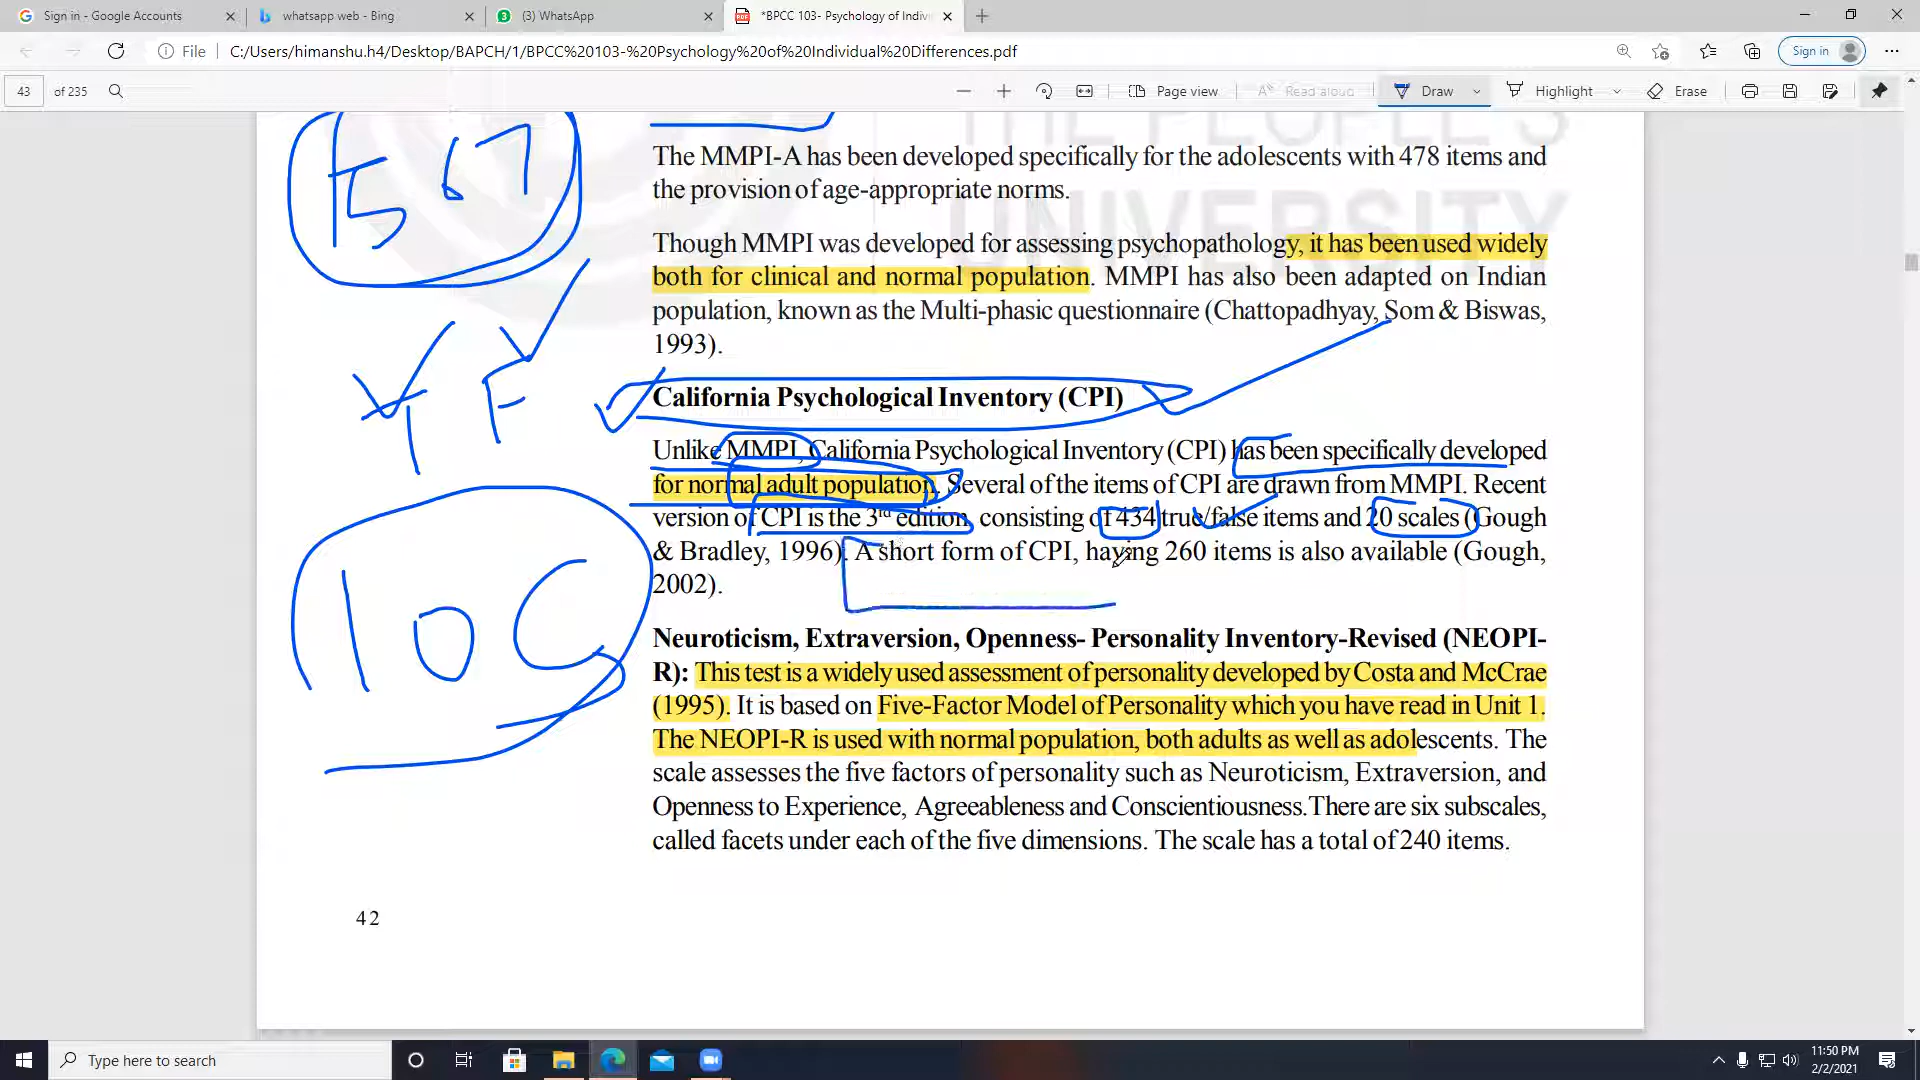 Sign in - Google Accounts
whatsapp web - Bing
(3) WhatsApp
*BPCC 103- Psychology of Indivi
File
C:/Users/himanshu.h4/Desktop/BAPCH/1/BPCC%20103-%20Psychology%20of%20Individual%20Differences.pdf
Sign in
43
of 235
Page view
Read aloud
Draw
Highlight
Erase
THE PEOPLE'S
UNIVERSITY
The MMPI-A has been developed specifically for the adolescents with 478 items and
the provision of age-appropriate norms.
Though MMPI was developed for assessing psychopathology, it has been used widely
both for clinical and normal population. MMPI has also been adapted on Indian
population, known as the Multi-phasic questionnaire (Chattopadhyay, Som & Biswas,
1993).
California Psychological Inventory (CPI)
Unlike MMPI, California Psychological Inventory (CPI) has been specifically developed
for normal adult population. Several of the items of CPI are drawn from MMPI. Recent
version of CPI is the 3rd edition, consisting of 434 true/false items and 20 scales (Gough
& Bradley, 1996). A short form of CPI, having 260 items is also available (Gough,
2002).
Neuroticism, Extraversion, Openness- Personality Inventory-Revised (NEOPI-
R): This test is a widely used assessment of personality developed by Costa and McCrae
(1995). It is based on Five-Factor Model of Personality which you have read in Unit 1.
The NEOPI-R is used with normal population, both adults as well as adolescents. The
scale assesses the five factors of personality such as Neuroticism, Extraversion, and
Openness to Experience, Agreeableness and Conscientiousness.There are six subscales,
called facets under each of the five dimensions. The scale has a total of 240 items.
567
T F
10
42
Type here to search
11:50 PM
2/2/2021